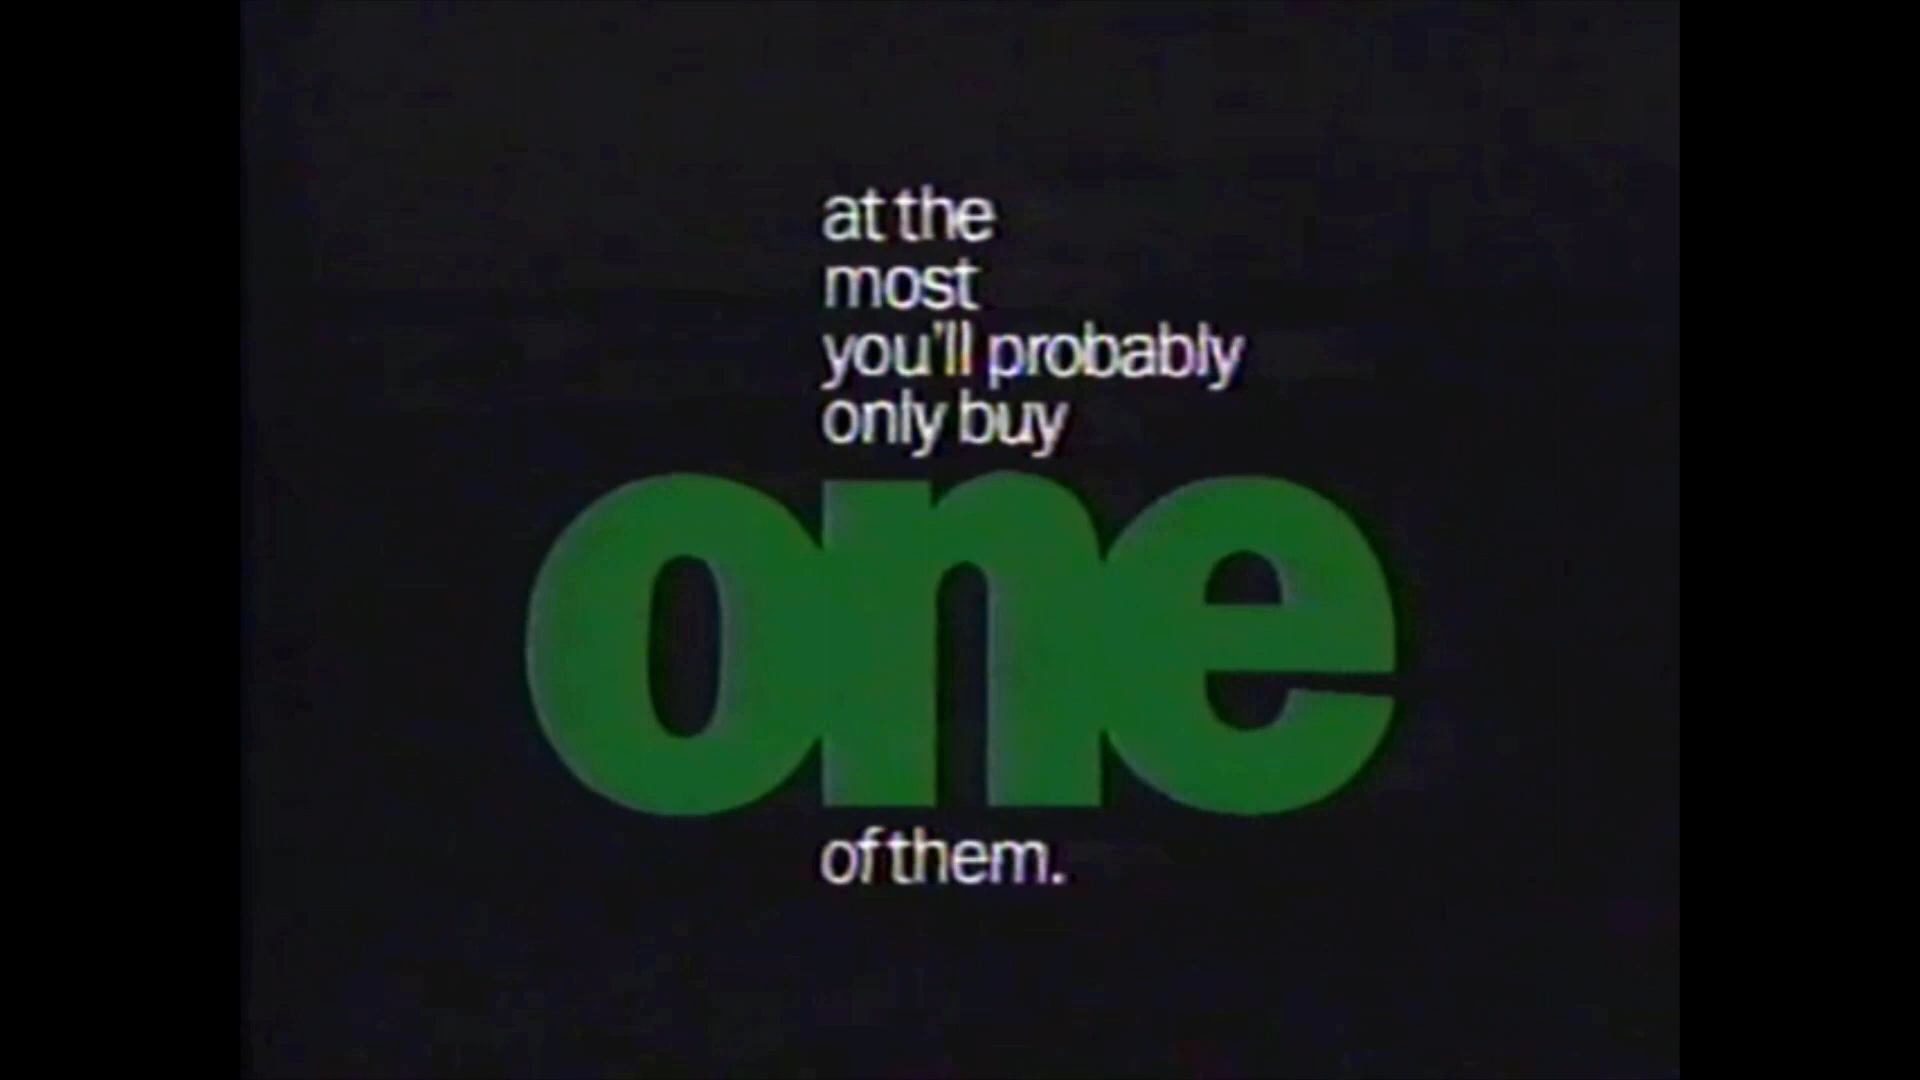 at the
most
you'll probably
only buy
one
of them.